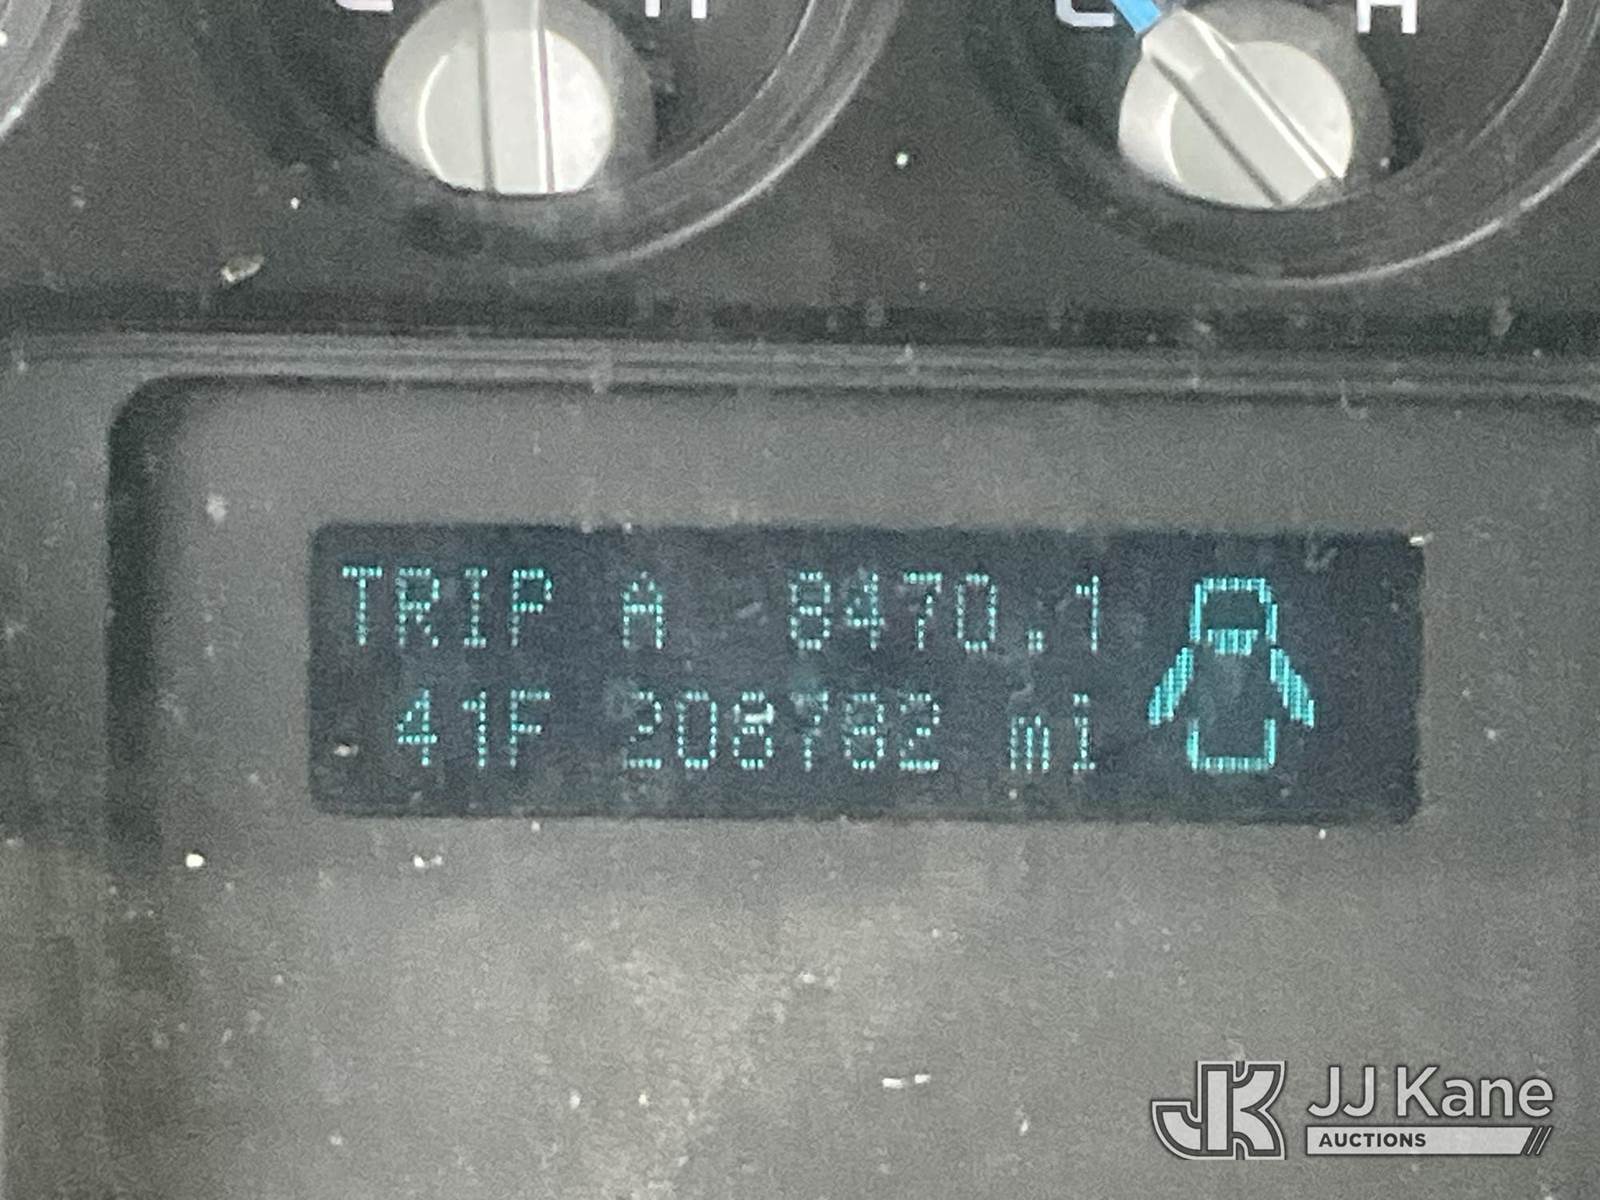 C H C H
TRIP A 8470.1
41F 208782 mi
JJ Kane
AUCTIONS